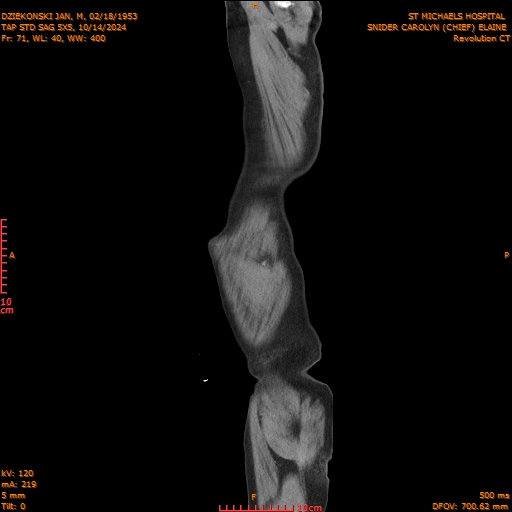 DZIEKONSKI JAN, M, 02/18/1953
TAP STD SAG 5X5, 10/14/2024
Fr: 71, WL: 40, WW: 400
ST MICHAELS HOSPITAL
SNIDER CAROLYN (CHIEF) ELAINE
Revolution CT
A
P
10
cm
kV: 120
mA: 219
5 mm
Tilt: 0
F
10cm
500 ms
DFOV: 700.62 mm